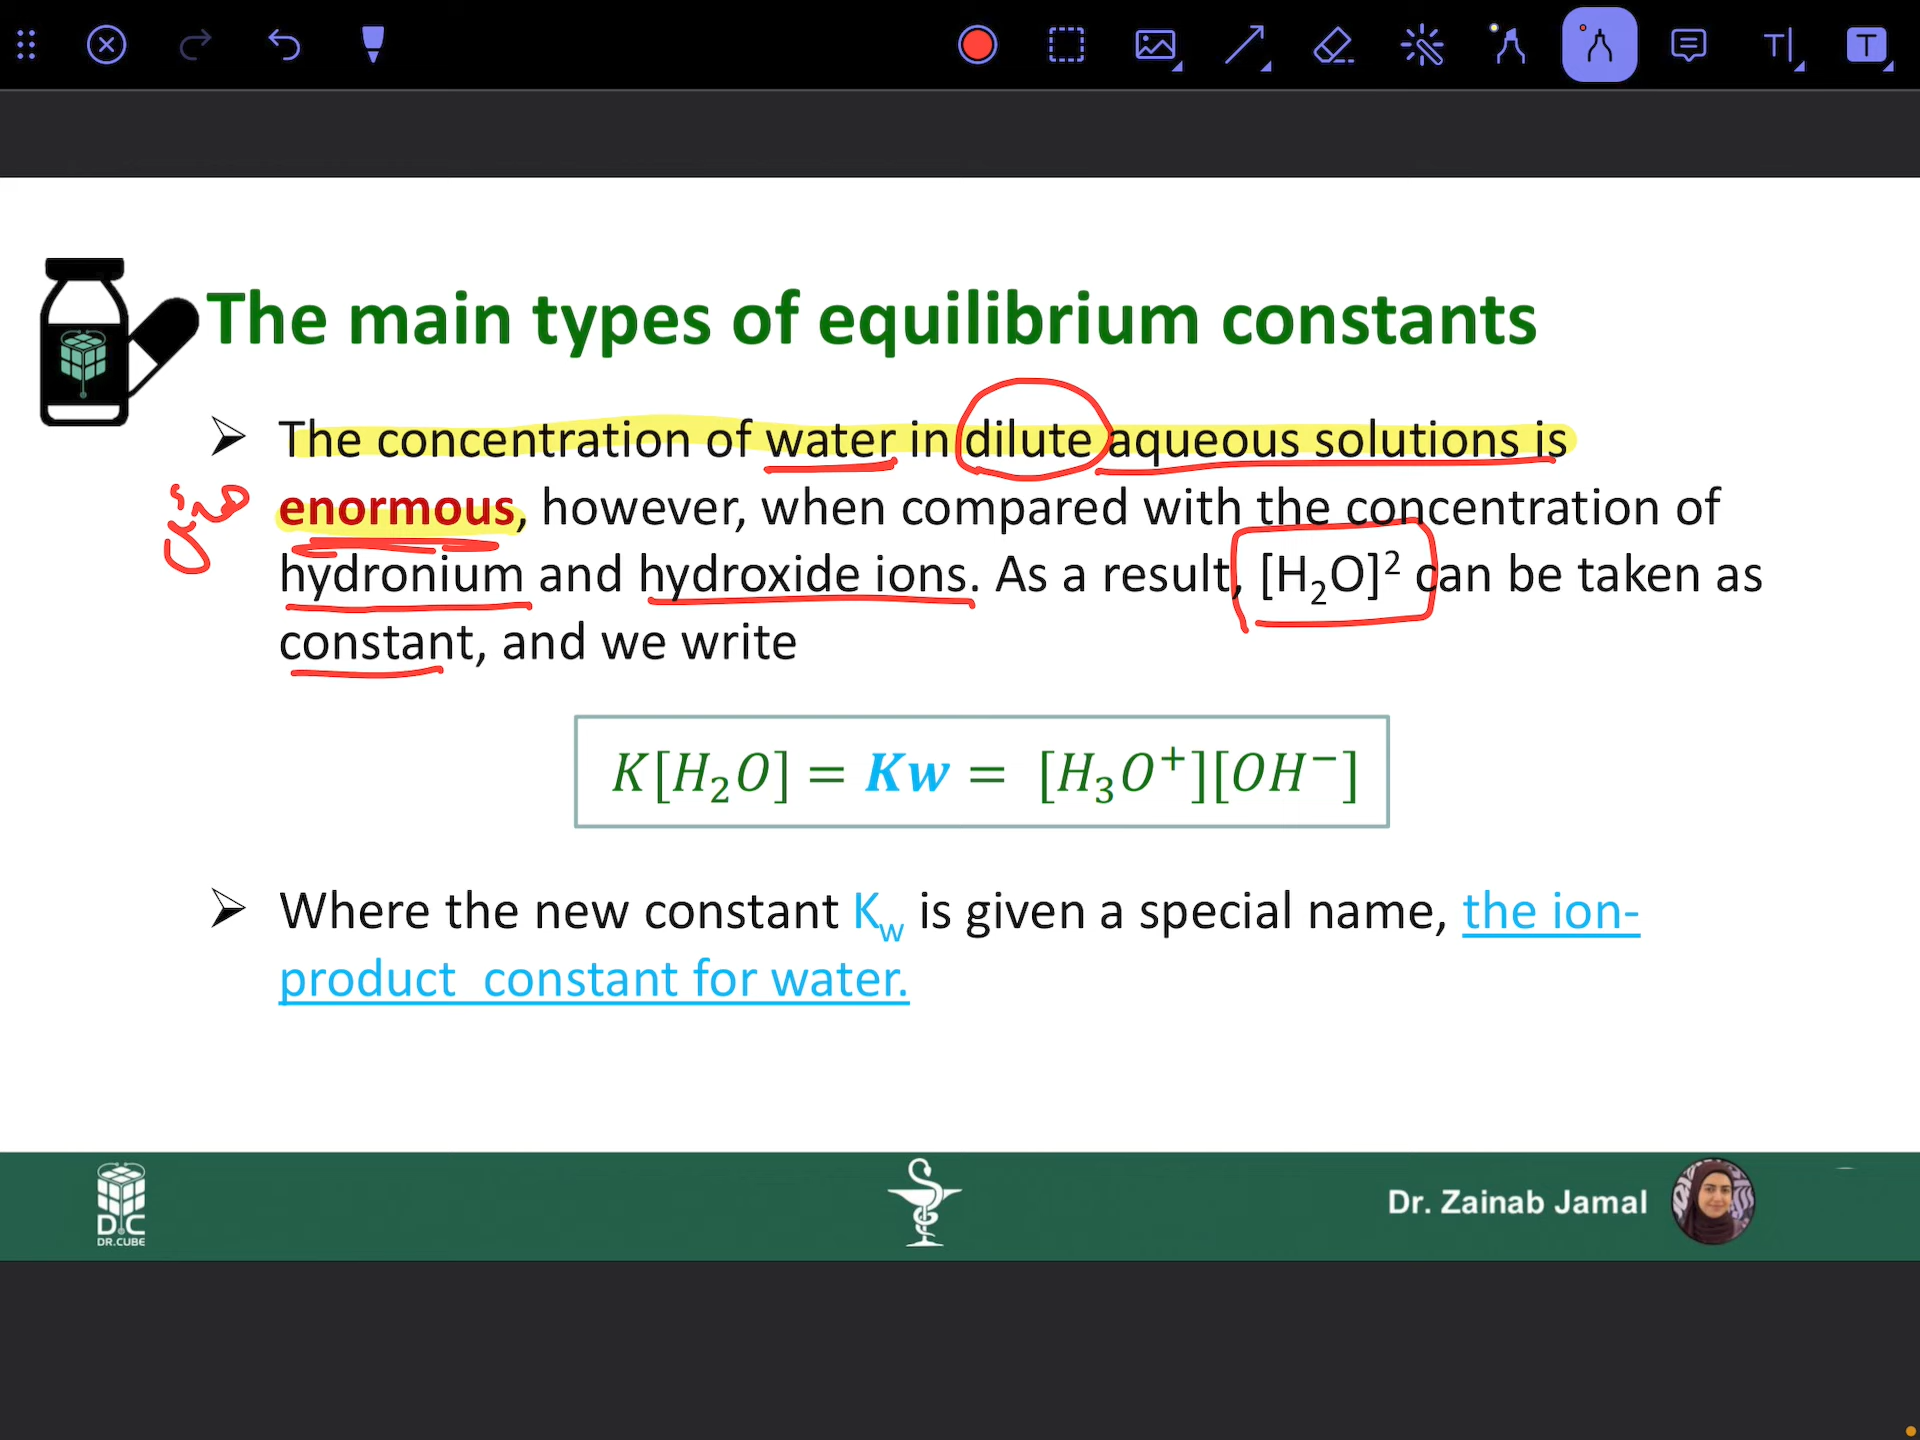 The main types of equilibrium constants
➢ The concentration of water in dilute aqueous solutions is
enormous, however, when compared with the concentration of
hydronium and hydroxide ions. As a result, [H₂O]² can be taken as
constant, and we write
K[H₂O] = Kw = [H₃O⁺][OH⁻]
➢ Where the new constant Kw is given a special name, the ion-
product constant for water.
D.C
DR.CUBE
Dr. Zainab Jamal